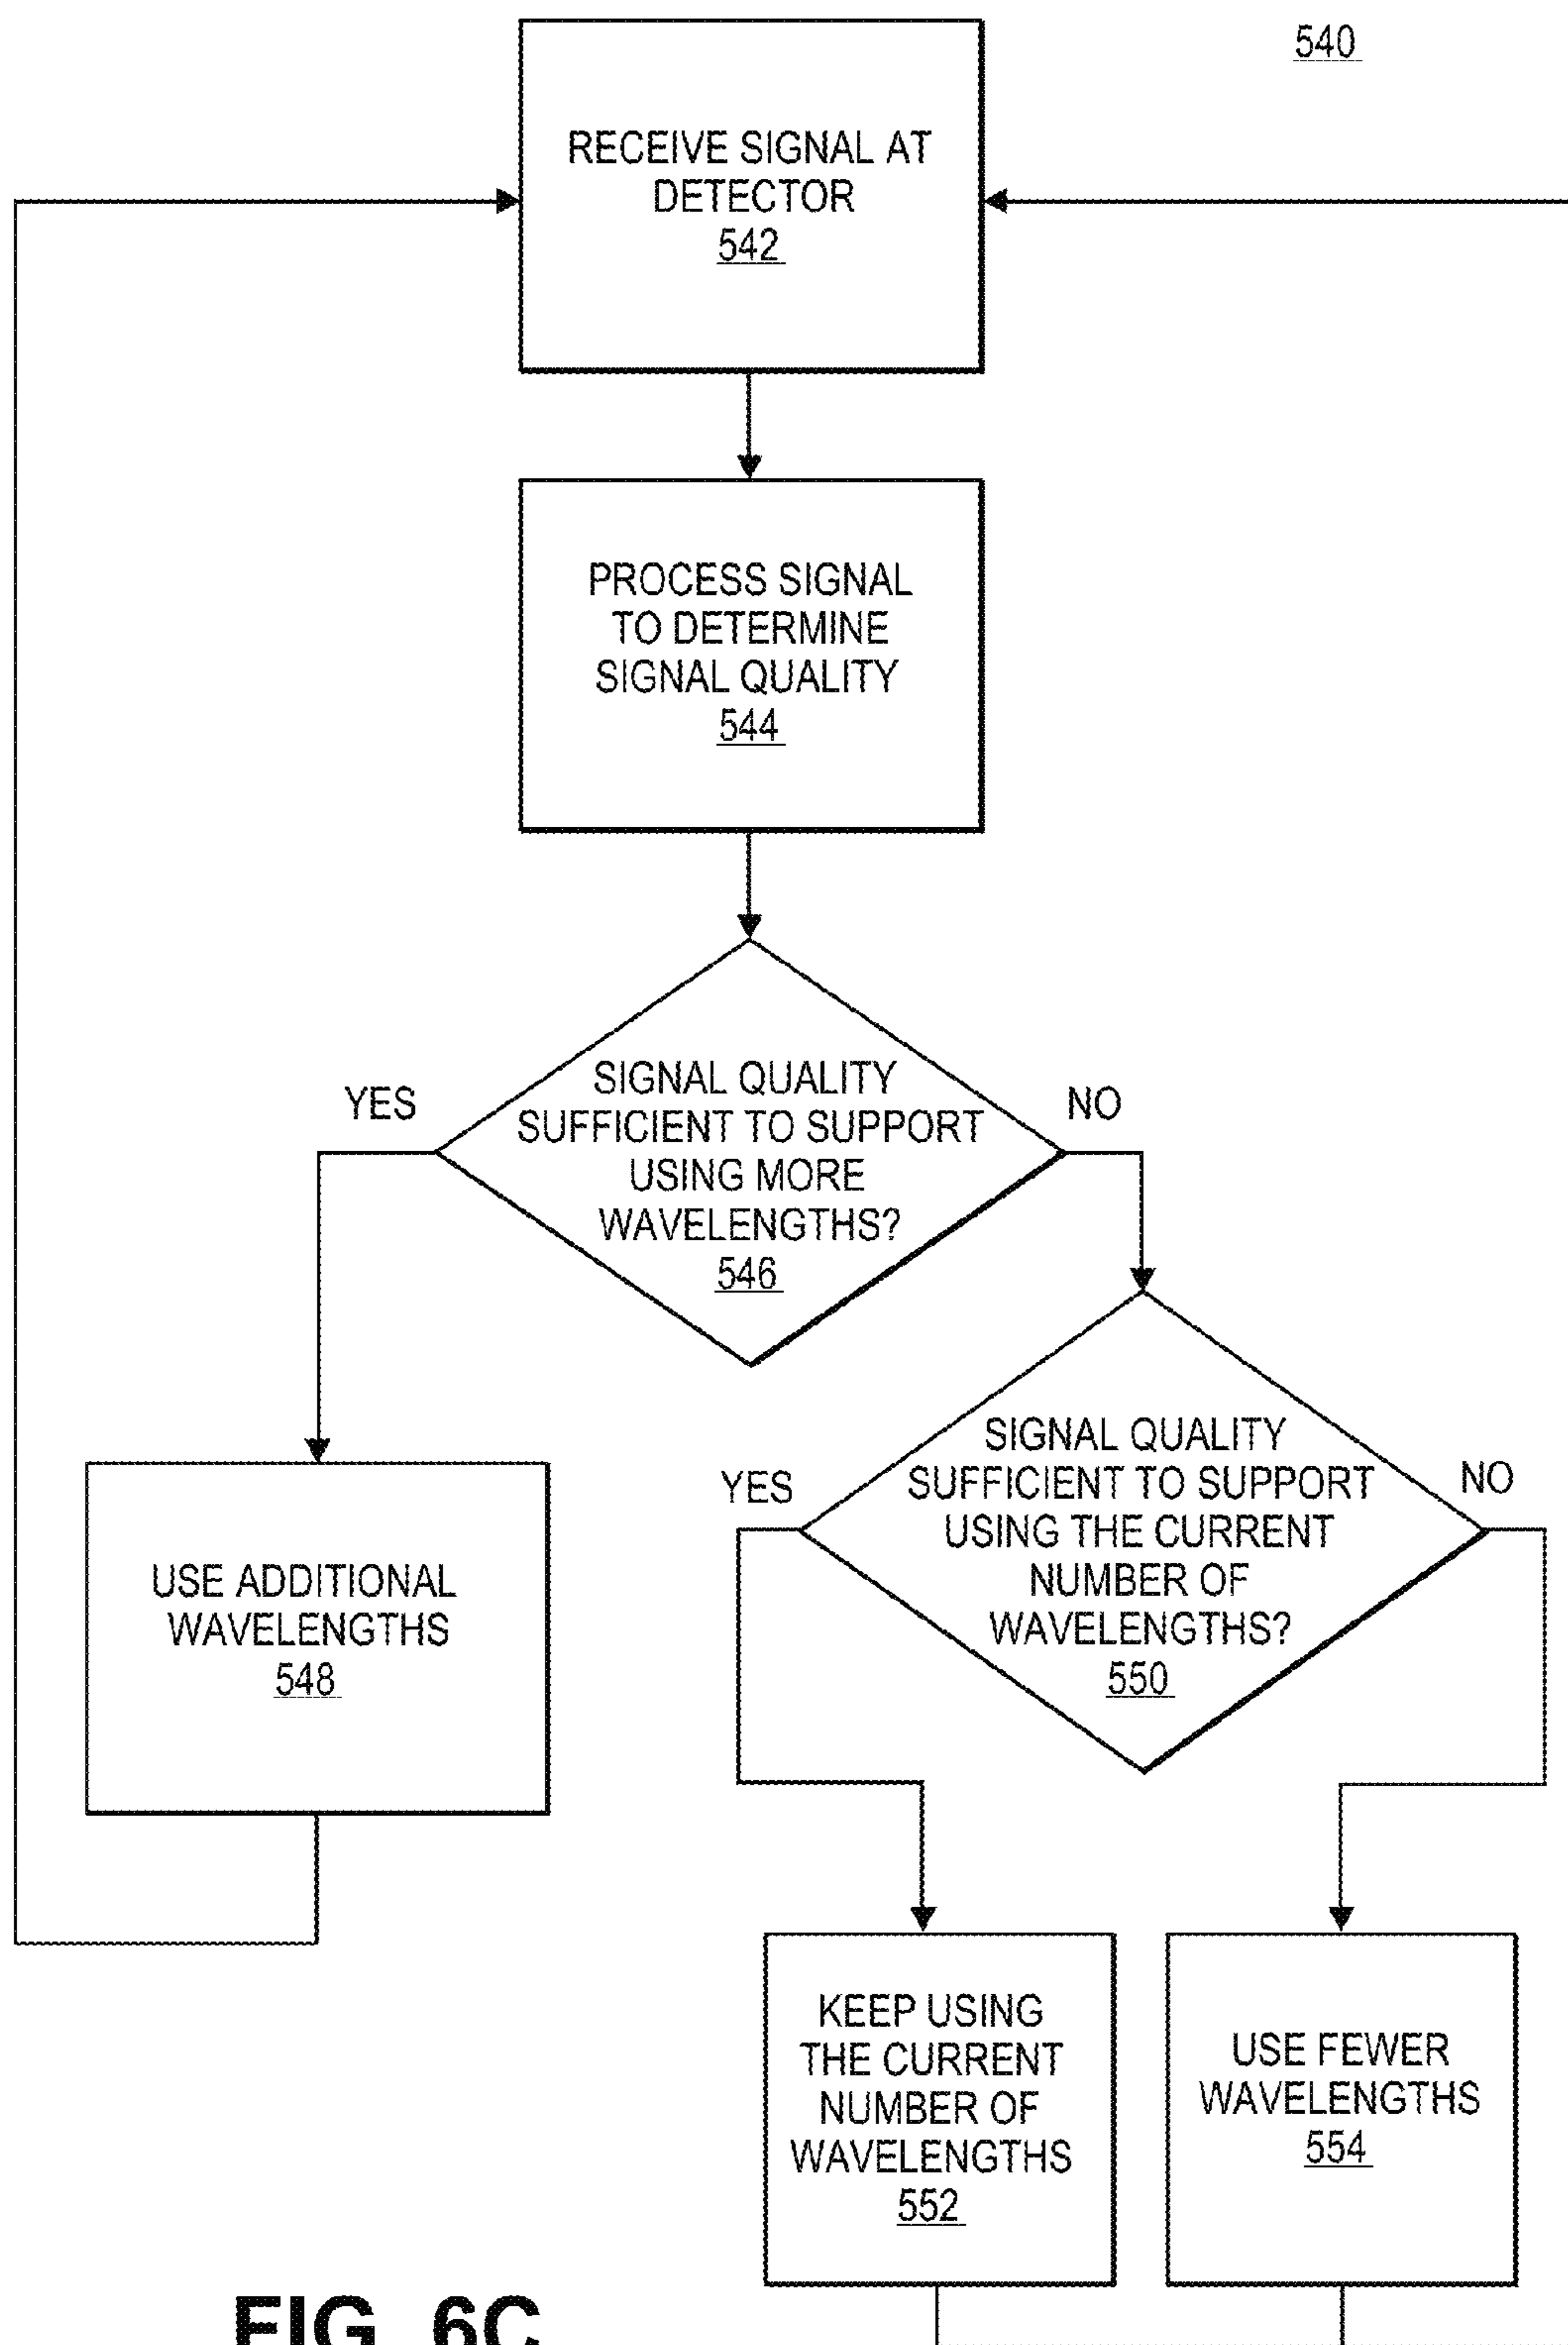 540
RECEIVE SIGNAL AT
DETECTOR
542
PROCESS SIGNAL
TO DETERMINE
SIGNAL QUALITY
544
SIGNAL QUALITY
SUFFICIENT TO SUPPORT
USING MORE
WAVELENGTHS?
546
YES
NO
USE ADDITIONAL
WAVELENGTHS
548
SIGNAL QUALITY
SUFFICIENT TO SUPPORT
USING THE CURRENT
NUMBER OF
WAVELENGTHS?
550
YES
NO
KEEP USING
THE CURRENT
NUMBER OF
WAVELENGTHS
552
USE FEWER
WAVELENGTHS
554
FIG. 6C